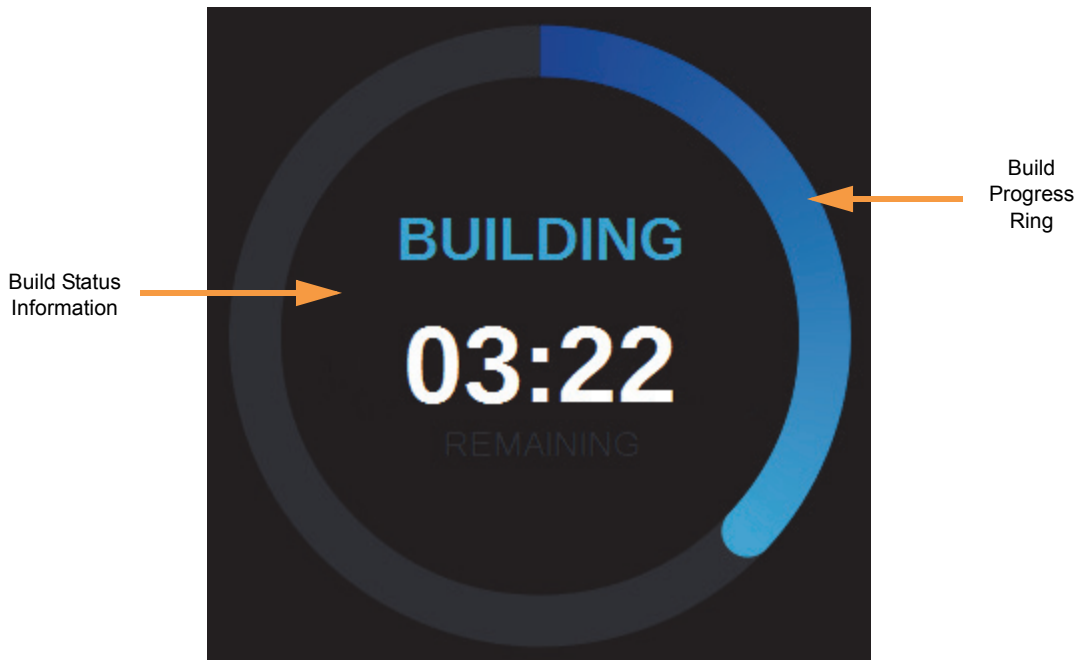 Build
Progress
Ring
BUILDING
Build Status
Information
03:22
REMAINING